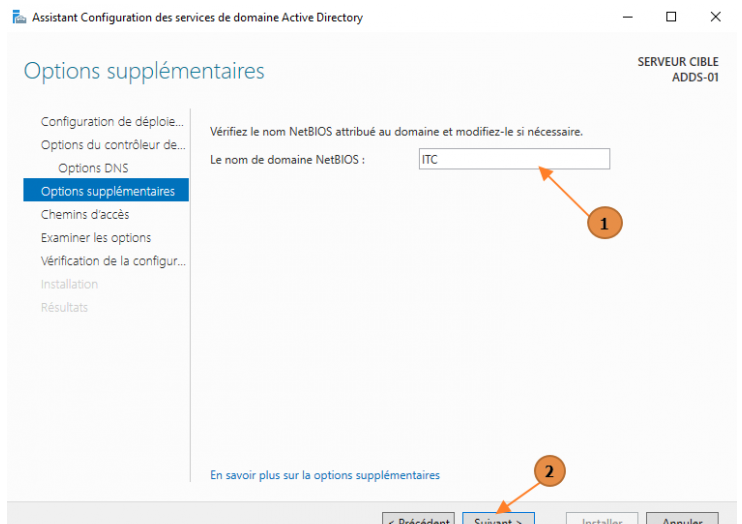 Assistant Configuration des services de domaine Active Directory
Options supplémentaires
SERVEUR CIBLE
ADDS-01
Configuration de déploie...
Options du contrôleur de...
Options DNS
Options supplémentaires
Chemins d'accès
Examiner les options
Vérification de la configur...
Installation
Résultats
Vérifiez le nom NetBIOS attribué au domaine et modifiez-le si nécessaire.
Le nom de domaine NetBIOS : ITC
1
En savoir plus sur la options supplémentaires
2
< Précédent Suivant > Installer Annuler